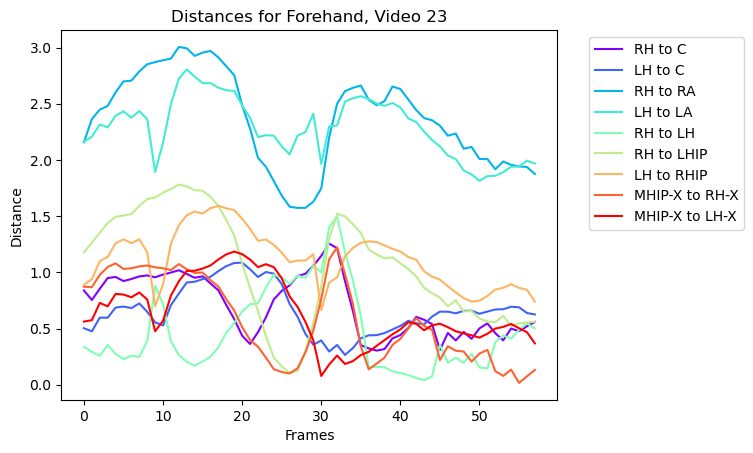 Distances for Forehand, Video 23
3.0
2.5
2.0
1.5
1.0
0.5
0.0
Distance
0 10 20 30 40 50
Frames
RH to C
LH to C
RH to RA
LH to LA
RH to LH
RH to LHIP
LH to RHIP
MHIP-X to RH-X
MHIP-X to LH-X